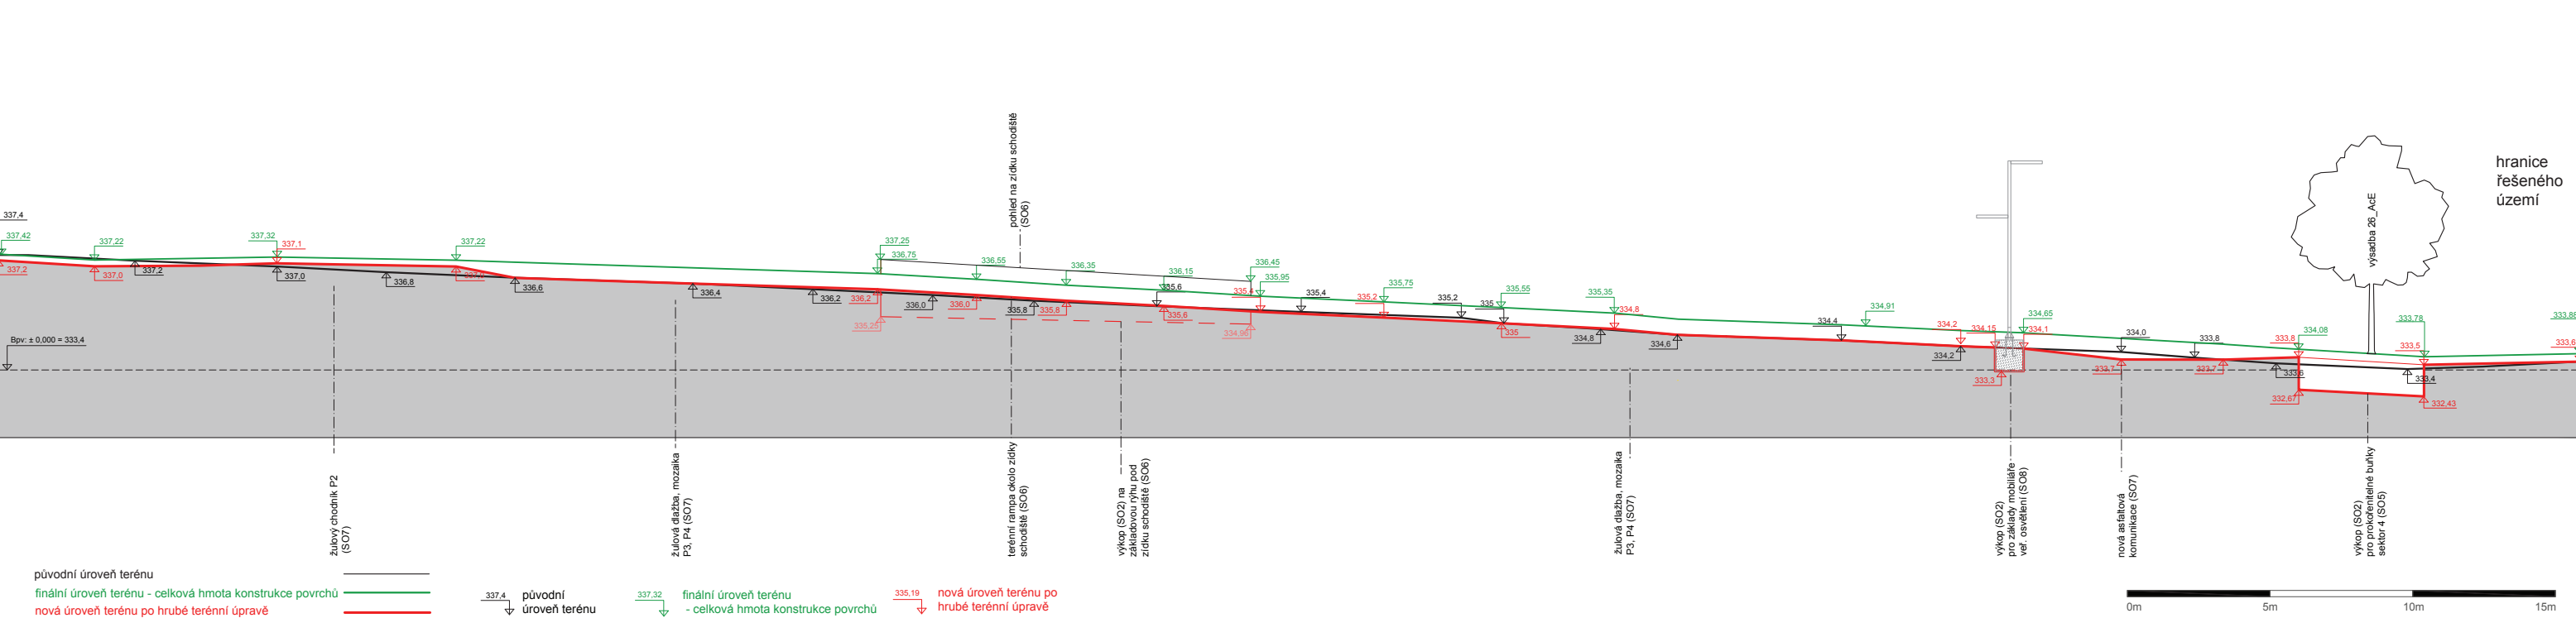 hranice
řešeného
území
pohled na zídku schodiště
(SO6)
výsadba 26_AcE
337,4
337,42
337,2
337,22
337,0
337,2
337,32
337,1
337,0
336,8
337,22
336,6
336,4
336,2
337,25
336,75
336,2
335,25
336,0
336,55
336,0
335,8
336,35
335,8
336,15
335,6
335,6
336,45
335,95
335,4
334,95
335,4
335,75
335,2
335,2
335
335,55
335
335,35
334,8
334,8
334,6
334,4
334,91
334,2
334,2
334,15
334,65
334,1
333,3
334,0
333,7
333,8
333,7
333,6
333,8
334,08
332,67
333,78
333,5
333,4
332,43
333,88
333,6
Bpv: ± 0,000 = 333,4
žulový chodník P2
(SO7)
žulová dlažba, mozaika
P3, P4 (SO7)
terénní rampa okolo zídky
schodiště (SO6)
výkop (SO2) na
základovou rýhu pod
zídku schodiště (SO6)
žulová dlažba, mozaika
P3, P4 (SO7)
výkop (SO2)
pro základy mobiliáře
veř. osvětlení (SO8)
nová asfaltová
komunikace (SO7)
výkop (SO2)
pro prokořenitelné buňky
sektor 4 (SO5)
původní úroveň terénu
finální úroveň terénu - celková hmota konstrukce povrchů
nová úroveň terénu po hrubé terénní úpravě
337,4
původní
úroveň terénu
337,32
finální úroveň terénu
- celková hmota konstrukce povrchů
335,19
nová úroveň terénu po
hrubé terénní úpravě
0m
5m
10m
15m